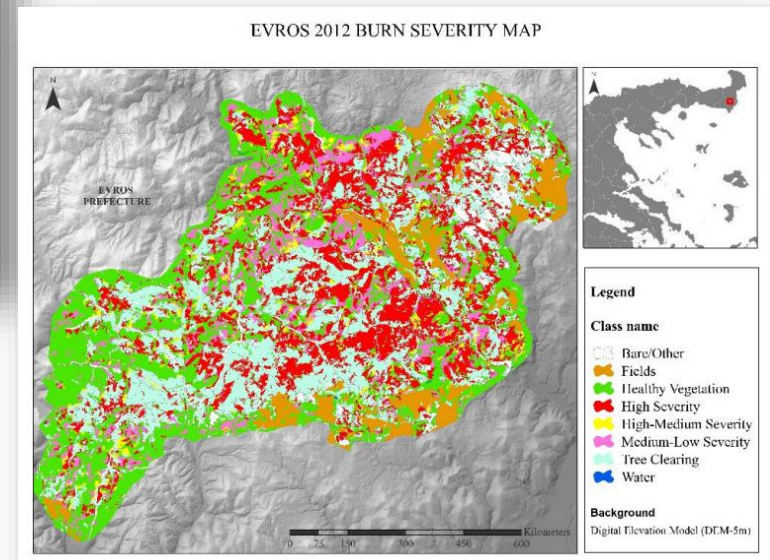 EVROS 2012 BURN SEVERITY MAP
N
EVROS
PREFECTURE
Kilometers
0 75 150 300 450 600
N
Legend
Class name
Bare/Other
Fields
Healthy Vegetation
High Severity
High-Medium Severity
Medium-Low Severity
Tree Clearing
Water
Background
Digital Elevation Model (DEM-5m)